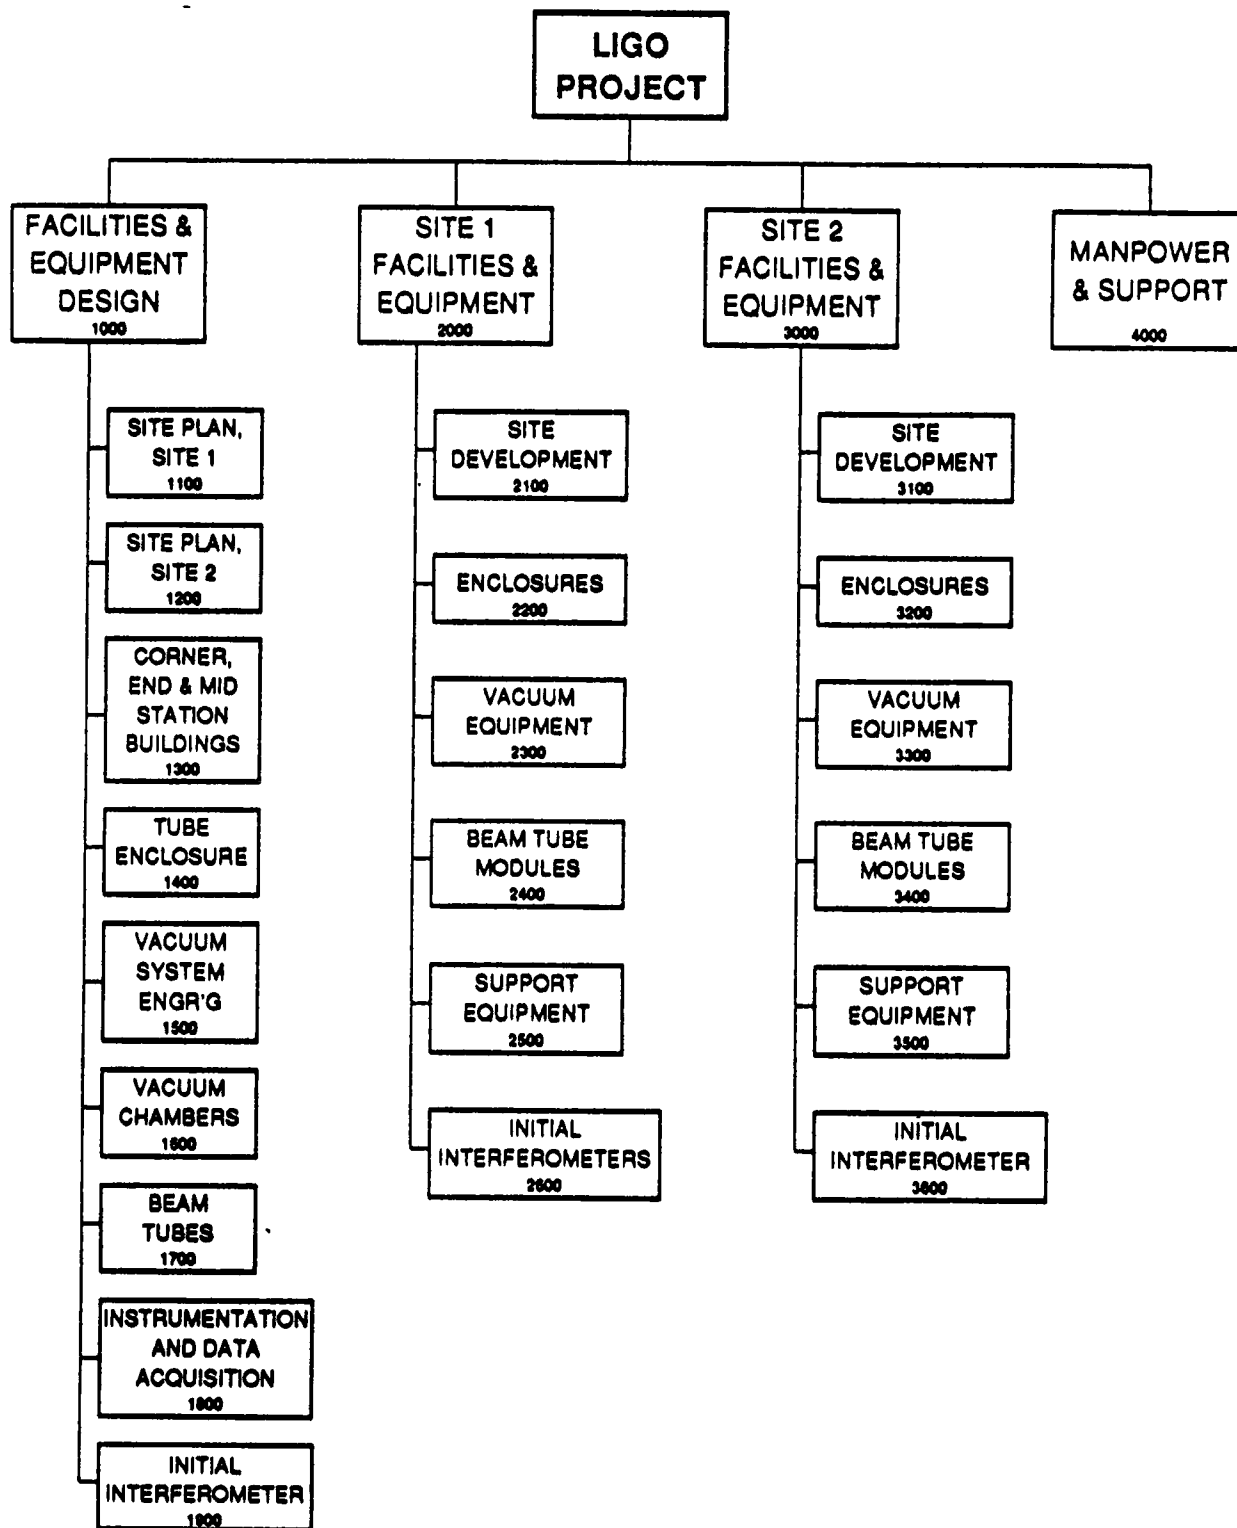 LIGO
PROJECT
FACILITIES &
EQUIPMENT
DESIGN
1000
SITE 1
FACILITIES &
EQUIPMENT
2000
SITE 2
FACILITIES &
EQUIPMENT
3000
MANPOWER
& SUPPORT
4000
SITE PLAN,
SITE 1
1100
SITE PLAN,
SITE 2
1200
CORNER,
END & MID
STATION
BUILDINGS
1300
TUBE
ENCLOSURE
1400
VACUUM
SYSTEM
ENGR'G
1500
VACUUM
CHAMBERS
1600
BEAM
TUBES
1700
INSTRUMENTATION
AND DATA
ACQUISITION
1800
INITIAL
INTERFEROMETER
1900
SITE
DEVELOPMENT
2100
ENCLOSURES
2200
VACUUM
EQUIPMENT
2300
BEAM TUBE
MODULES
2400
SUPPORT
EQUIPMENT
2500
INITIAL
INTERFEROMETERS
2600
SITE
DEVELOPMENT
3100
ENCLOSURES
3200
VACUUM
EQUIPMENT
3300
BEAM TUBE
MODULES
3400
SUPPORT
EQUIPMENT
3500
INITIAL
INTERFEROMETER
3600